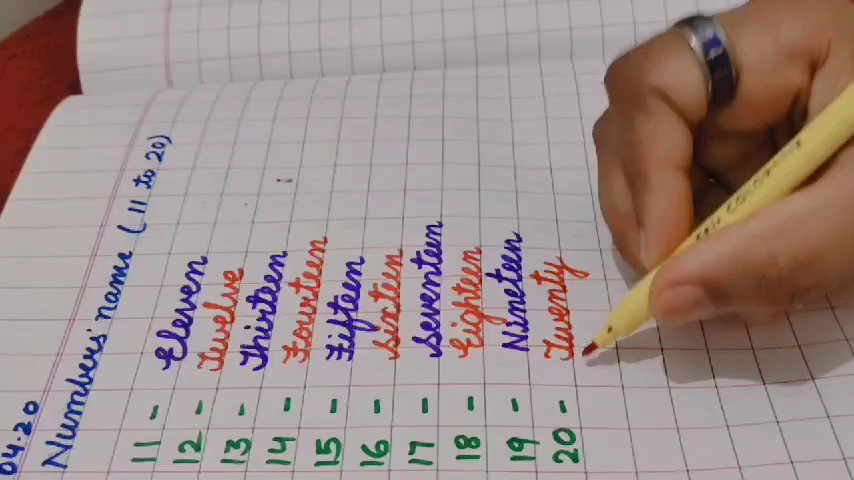 04.20
Numbers' name (11 to 20)
11 - Eleven
12 - Twelve
13 - Thirteen
14 - Fourteen
15 - Fifteen
16 - Sixteen
17 - Seventeen
18 - Eighteen
19 - Nineteen
20 - Twenty